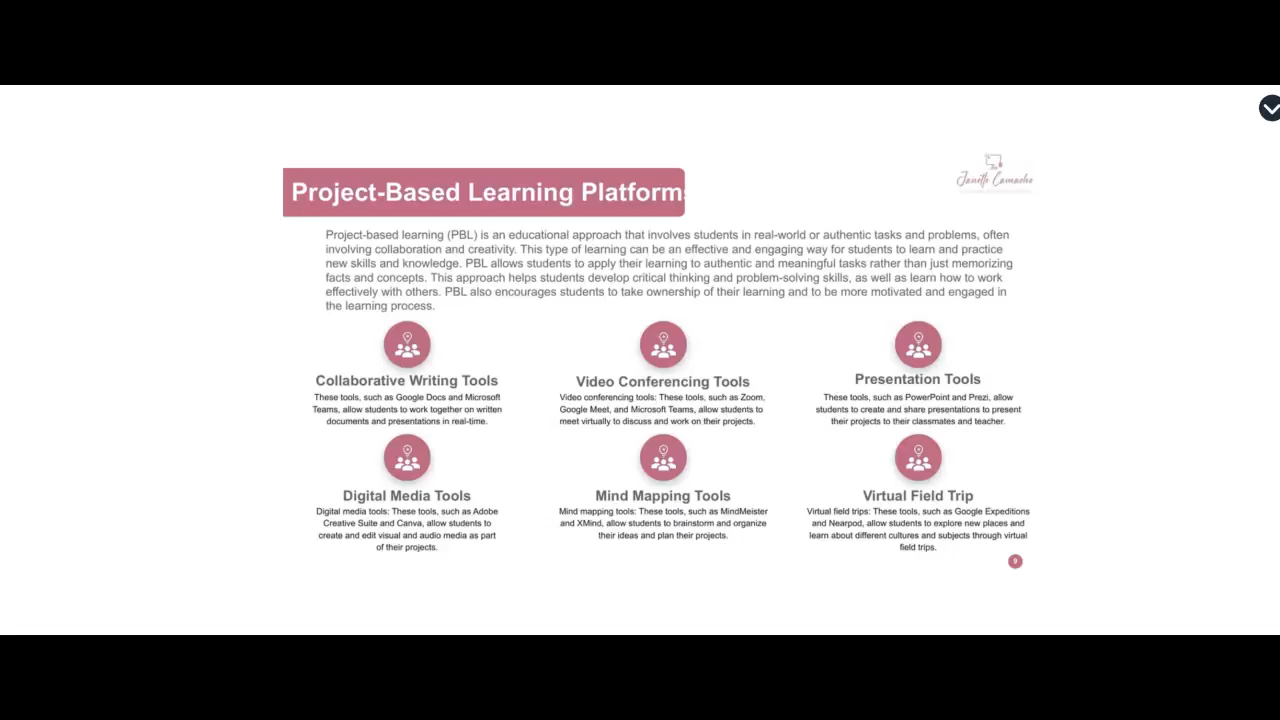 Project-Based Learning Platforms
Janette Camacho
Project-based learning (PBL) is an educational approach that involves students in real-world or authentic tasks and problems, often
involving collaboration and creativity. This type of learning can be an effective and engaging way for students to learn and practice
new skills and knowledge. PBL allows students to apply their learning to authentic and meaningful tasks rather than just memorizing
facts and concepts. This approach helps students develop critical thinking and problem-solving skills, as well as learn how to work
effectively with others. PBL also encourages students to take ownership of their learning and to be more motivated and engaged in
the learning process.
Collaborative Writing Tools
These tools, such as Google Docs and Microsoft
Teams, allow students to work together on written
documents and presentations in real-time.
Video Conferencing Tools
Video conferencing tools: These tools, such as Zoom,
Google Meet, and Microsoft Teams, allow students to
meet virtually to discuss and work on their projects.
Presentation Tools
These tools, such as PowerPoint and Prezi, allow
students to create and share presentations to present
their projects to their classmates and teacher.
Digital Media Tools
Digital media tools: These tools, such as Adobe
Creative Suite and Canva, allow students to
create and edit visual and audio media as part
of their projects.
Mind Mapping Tools
Mind mapping tools: These tools, such as MindMeister
and XMind, allow students to brainstorm and organize
their ideas and plan their projects.
Virtual Field Trip
Virtual field trips: These tools, such as Google Expeditions
and Nearpod, allow students to explore new places and
learn about different cultures and subjects through virtual
field trips.
9